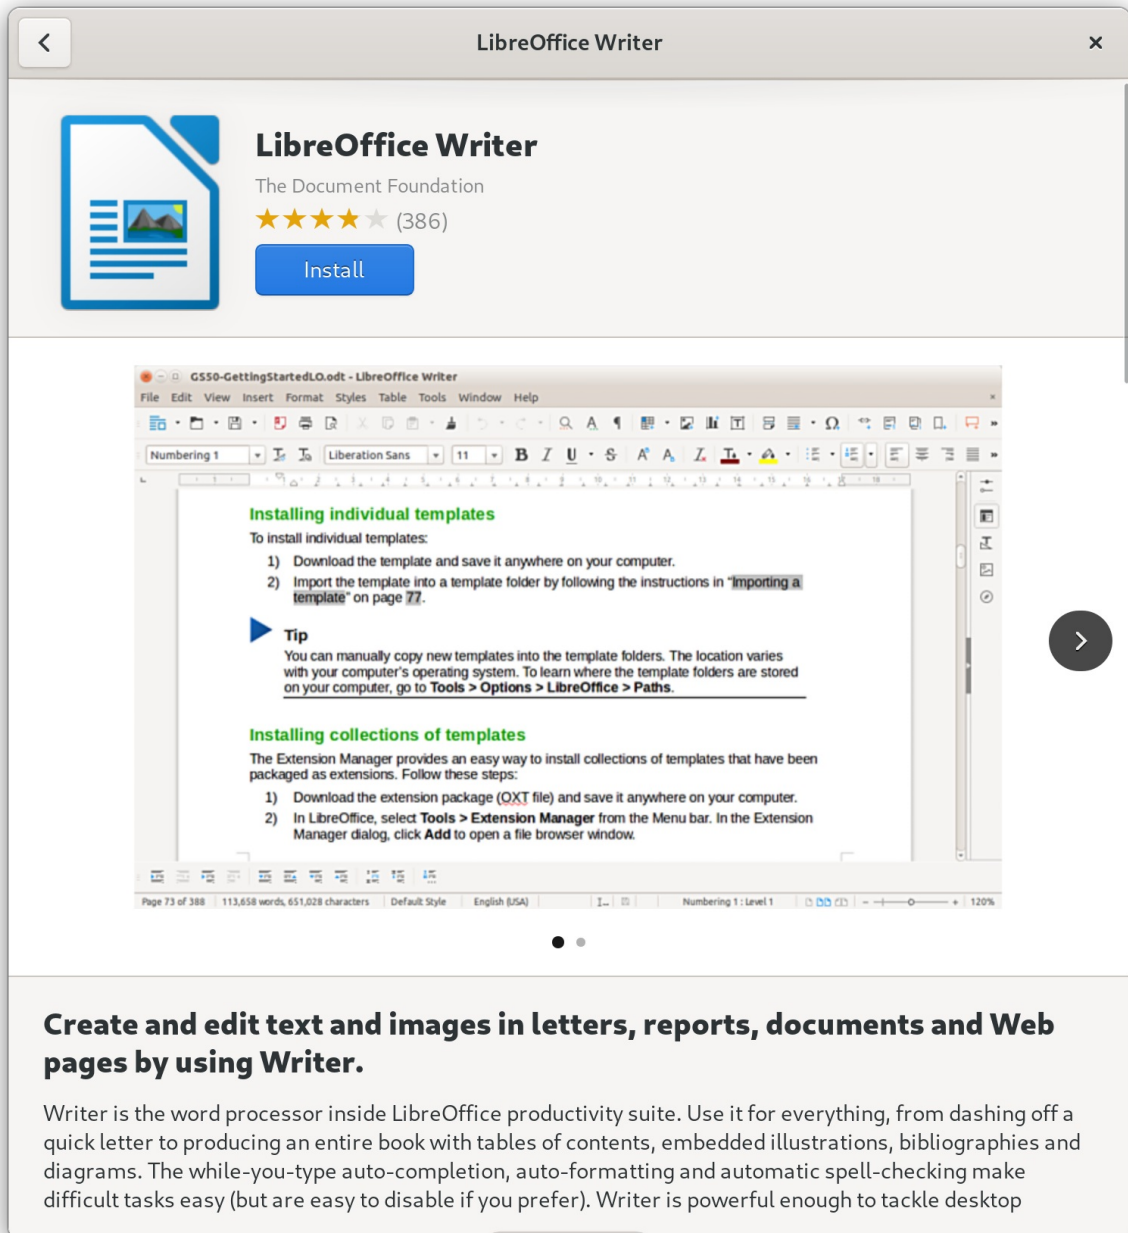 LibreOffice Writer
LibreOffice Writer
The Document Foundation
(386)
Install
GS50-GettingStartedLO.odt - LibreOffice Writer
File Edit View Insert Format Styles Table Tools Window Help
Numbering 1 Liberation Sans 11
Installing individual templates
To install individual templates:
1) Download the template and save it anywhere on your computer.
2) Import the template into a template folder by following the instructions in “Importing a
template” on page 77.
Tip
You can manually copy new templates into the template folders. The location varies
with your computer’s operating system. To learn where the template folders are stored
on your computer, go to Tools > Options > LibreOffice > Paths.
Installing collections of templates
The Extension Manager provides an easy way to install collections of templates that have been
packaged as extensions. Follow these steps:
1) Download the extension package (OXT file) and save it anywhere on your computer.
2) In LibreOffice, select Tools > Extension Manager from the Menu bar. In the Extension
Manager dialog, click Add to open a file browser window.
Page 73 of 388 113,658 words, 651,028 characters Default Style English (USA) Numbering 1 : Level 1 120%
Create and edit text and images in letters, reports, documents and Web
pages by using Writer.
Writer is the word processor inside LibreOffice productivity suite. Use it for everything, from dashing off a
quick letter to producing an entire book with tables of contents, embedded illustrations, bibliographies and
diagrams. The while-you-type auto-completion, auto-formatting and automatic spell-checking make
difficult tasks easy (but are easy to disable if you prefer). Writer is powerful enough to tackle desktop